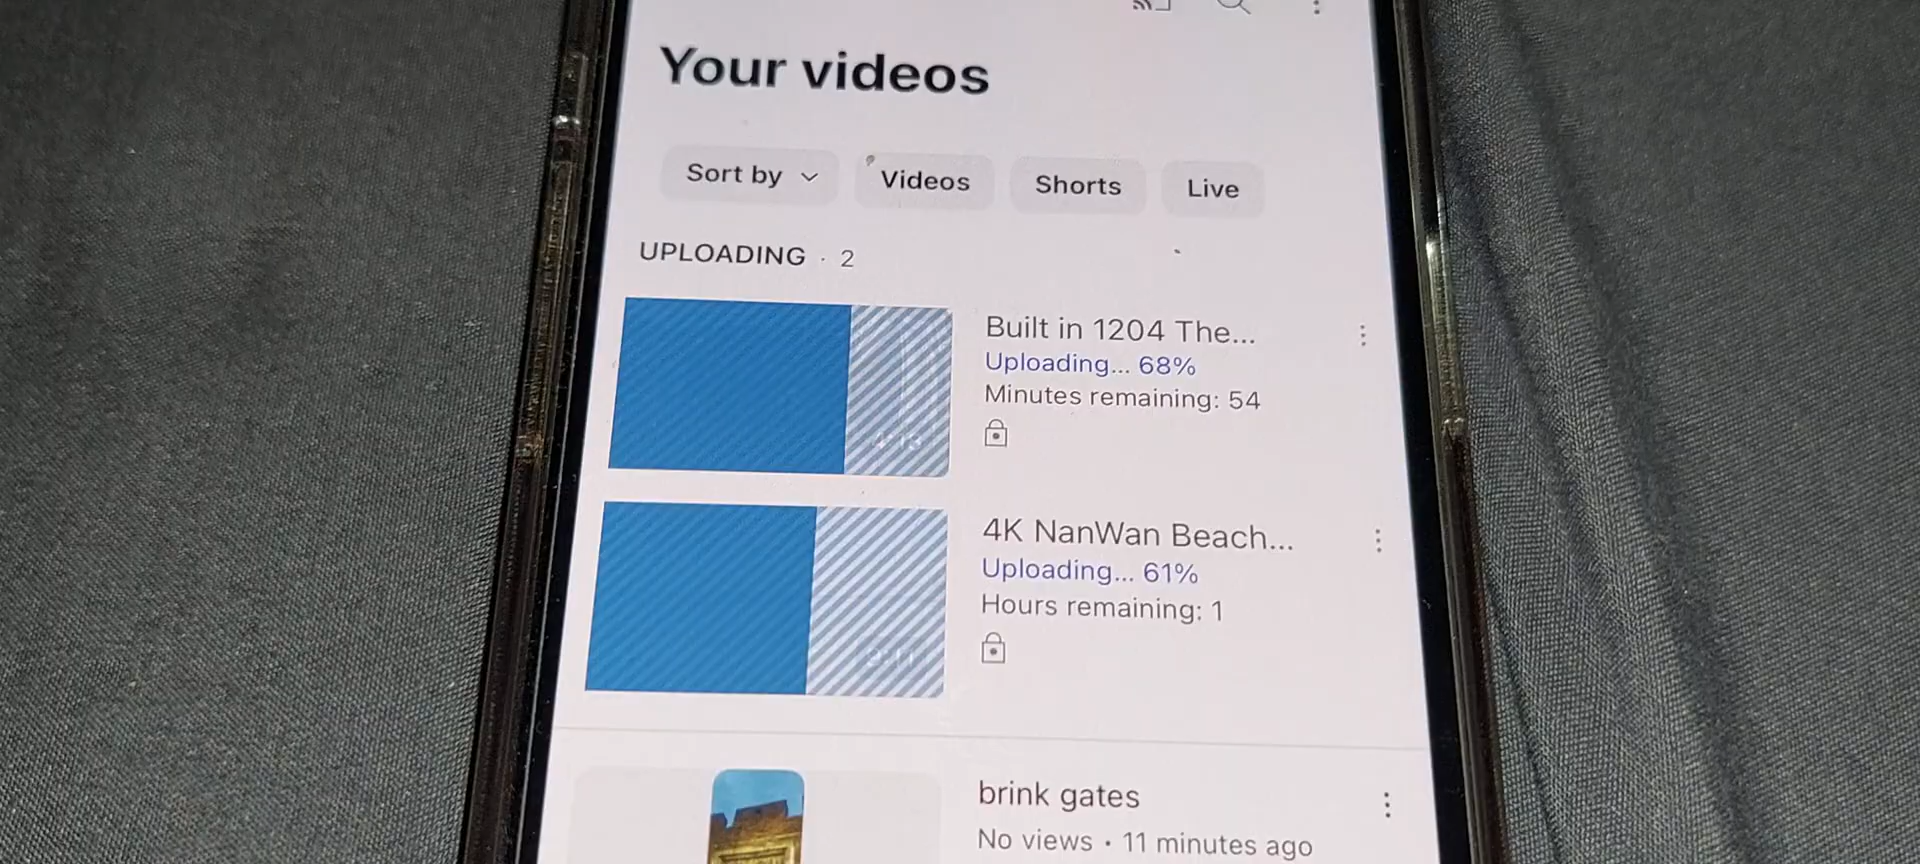 Your videos
Sort by
Videos
Shorts
Live
UPLOADING · 2
Built in 1204 The...
Uploading... 68%
Minutes remaining: 54
4K NanWan Beach...
Uploading... 61%
Hours remaining: 1
brink gates
No views · 11 minutes ago